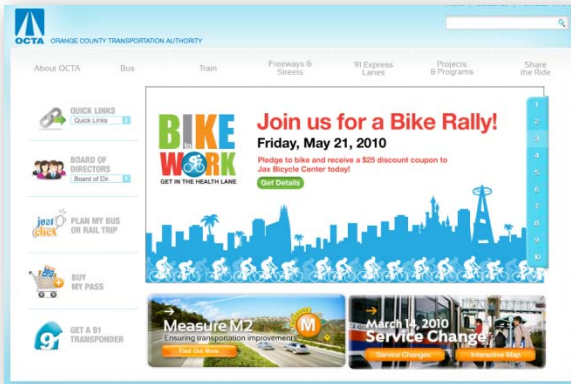 OCTA ORANGE COUNTY TRANSPORTATION AUTHORITY
About OCTA
Bus
Train
Freeways &
Streets
91 Express
Lanes
Projects
& Programs
Share
the Ride
QUICK LINKS
Quick Links
BOARD OF
DIRECTORS
Board of Dir.
just
click
PLAN MY BUS
OR RAIL TRIP
BUY
MY PASS
91
GET A 91
TRANSPONDER
BIKE
to
WORK
GET IN THE HEALTH LANE
Join us for a Bike Rally!
Friday, May 21, 2010
Pledge to bike and receive a $25 discount coupon to
Jax Bicycle Center today!
Get Details
1
2
3
4
5
6
7
8
9
10
Measure M2
Ensuring transportation improvements
Find Out More
M
March 14, 2010
Service Change
Service Changes
Interactive Map